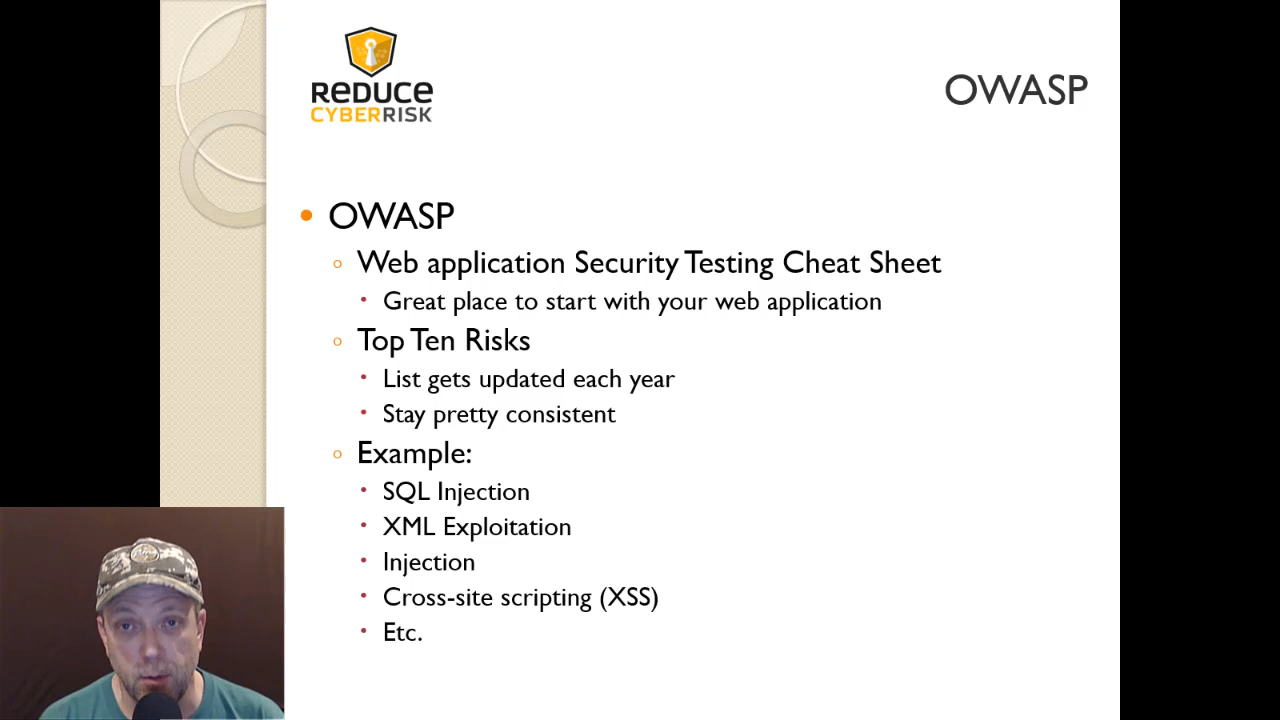 REDUCE
CYBERRISK
OWASP
• OWASP
○ Web application Security Testing Cheat Sheet
• Great place to start with your web application
○ Top Ten Risks
• List gets updated each year
• Stay pretty consistent
○ Example:
• SQL Injection
• XML Exploitation
• Injection
• Cross-site scripting (XSS)
• Etc.